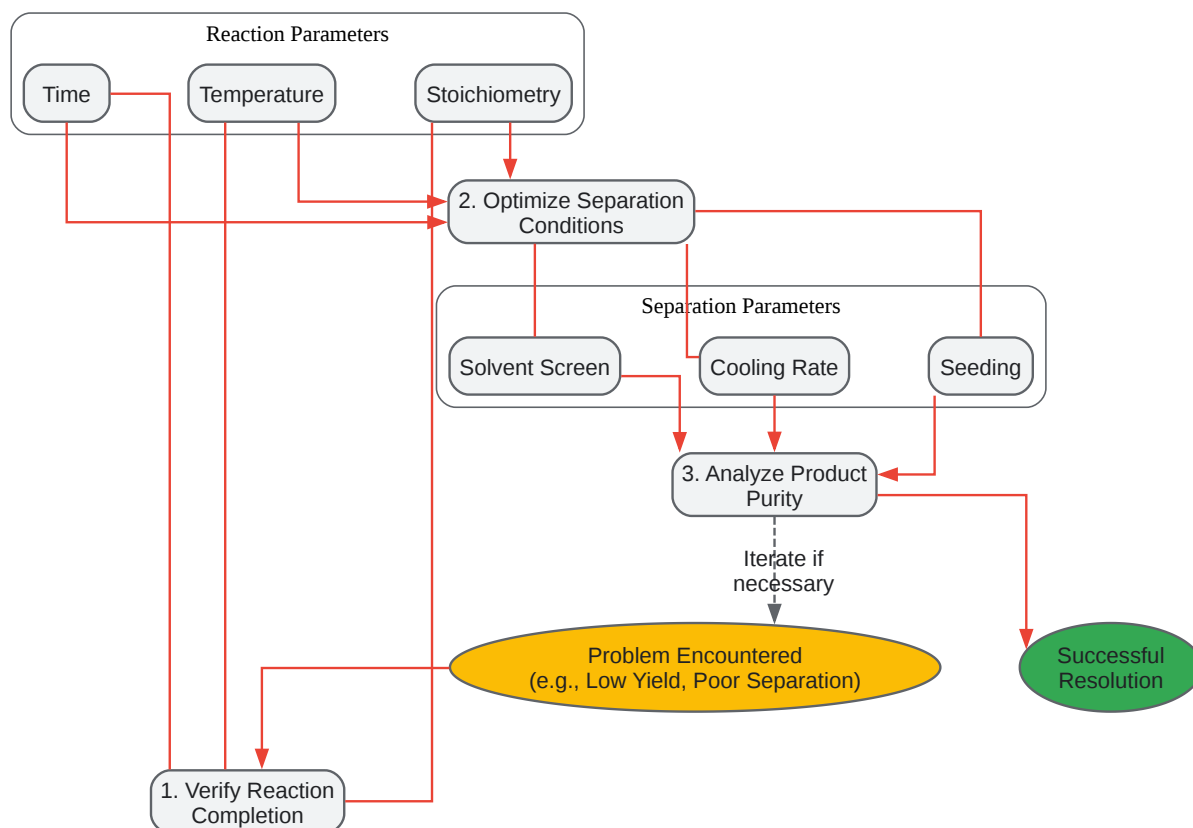 Reaction Parameters
Time
Temperature
Stoichiometry
2. Optimize Separation
Conditions
Separation Parameters
Solvent Screen
Cooling Rate
Seeding
3. Analyze Product
Purity
Iterate if
necessary
Problem Encountered
(e.g., Low Yield, Poor Separation)
Successful
Resolution
1. Verify Reaction
Completion